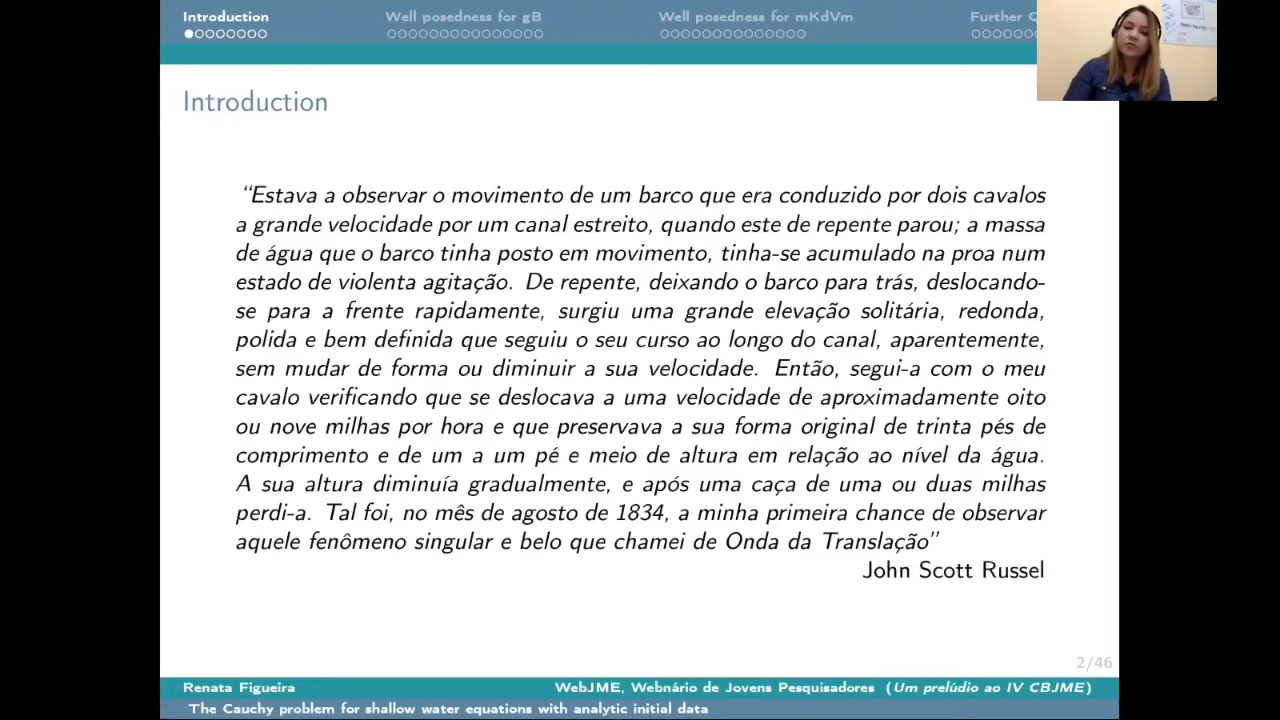 Introduction
Well posedness for gB
Well posedness for mKdVm
Further
Introduction
“Estava a observar o movimento de um barco que era conduzido por dois cavalos
a grande velocidade por um canal estreito, quando este de repente parou; a massa
de água que o barco tinha posto em movimento, tinha-se acumulado na proa num
estado de violenta agitação. De repente, deixando o barco para trás, deslocando-
se para a frente rapidamente, surgiu uma grande elevação solitária, redonda,
polida e bem definida que seguiu o seu curso ao longo do canal, aparentemente,
sem mudar de forma ou diminuir a sua velocidade. Então, segui-a com o meu
cavalo verificando que se deslocava a uma velocidade de aproximadamente oito
ou nove milhas por hora e que preservava a sua forma original de trinta pés de
comprimento e de um a um pé e meio de altura em relação ao nível da água.
A sua altura diminuía gradualmente, e após uma caça de uma ou duas milhas
perdi-a. Tal foi, no mês de agosto de 1834, a minha primeira chance de observar
aquele fenômeno singular e belo que chamei de Onda da Translação”
John Scott Russel
2/46
Renata Figueira
WebJME, Webnário de Jovens Pesquisadores (Um prelúdio ao IV CBJME)
The Cauchy problem for shallow water equations with analytic initial data